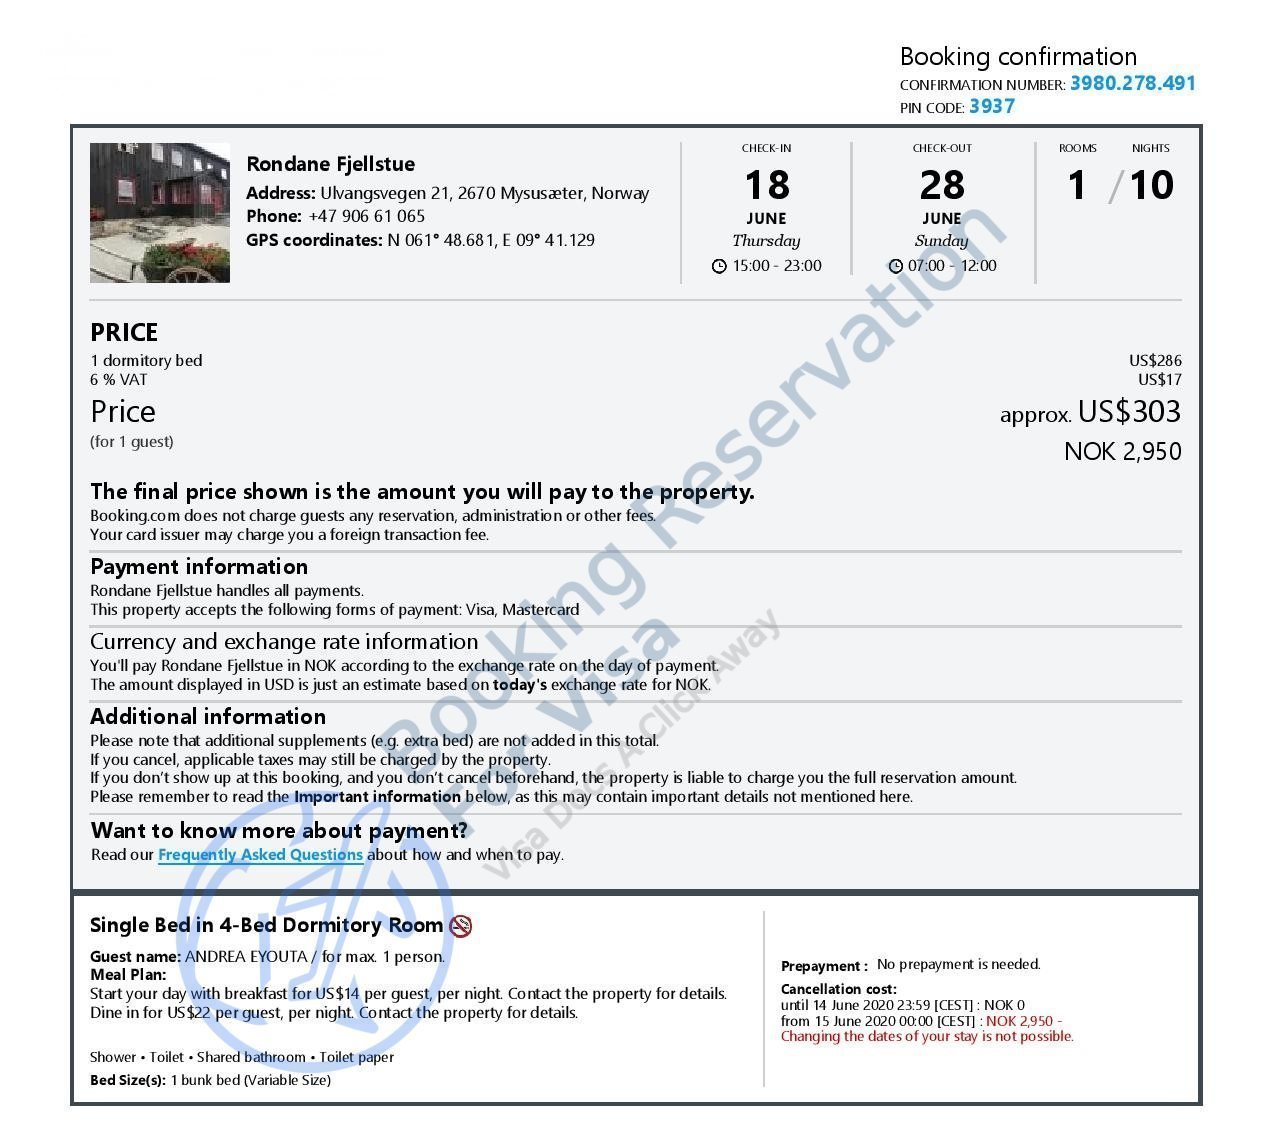 Booking confirmation
CONFIRMATION NUMBER: 3980.278.491
PIN CODE: 3937
Rondane Fjellstue
Address: Ulvangsvegen 21, 2670 Mysusæter, Norway
Phone: +47 906 61 065
GPS coordinates: N 061° 48.681, E 09° 41.129
CHECK-IN
18
JUNE
Thursday
15:00 - 23:00
CHECK-OUT
28
JUNE
Sunday
07:00 - 12:00
ROOMS NIGHTS
1 / 10
PRICE
1 dormitory bed US$286
6 % VAT US$17
Price approx. US$303
(for 1 guest) NOK 2,950
The final price shown is the amount you will pay to the property.
Booking.com does not charge guests any reservation, administration or other fees.
Your card issuer may charge you a foreign transaction fee.
Payment information
Rondane Fjellstue handles all payments.
This property accepts the following forms of payment: Visa, Mastercard
Currency and exchange rate information
You'll pay Rondane Fjellstue in NOK according to the exchange rate on the day of payment.
The amount displayed in USD is just an estimate based on today's exchange rate for NOK.
Additional information
Please note that additional supplements (e.g. extra bed) are not added in this total.
If you cancel, applicable taxes may still be charged by the property.
If you don't show up at this booking, and you don't cancel beforehand, the property is liable to charge you the full reservation amount.
Please remember to read the Important information below, as this may contain important details not mentioned here.
Want to know more about payment?
Read our Frequently Asked Questions about how and when to pay.
Booking Reservation
For Visa
Visa Docs A Click Away
Single Bed in 4-Bed Dormitory Room
Guest name: ANDREA EYOUTA / for max. 1 person.
Meal Plan:
Start your day with breakfast for US$14 per guest, per night. Contact the property for details.
Dine in for US$22 per guest, per night. Contact the property for details.
Shower • Toilet • Shared bathroom • Toilet paper
Bed Size(s): 1 bunk bed (Variable Size)
Prepayment : No prepayment is needed.
Cancellation cost:
until 14 June 2020 23:59 [CEST] : NOK 0
from 15 June 2020 00:00 [CEST] : NOK 2,950 -
Changing the dates of your stay is not possible.